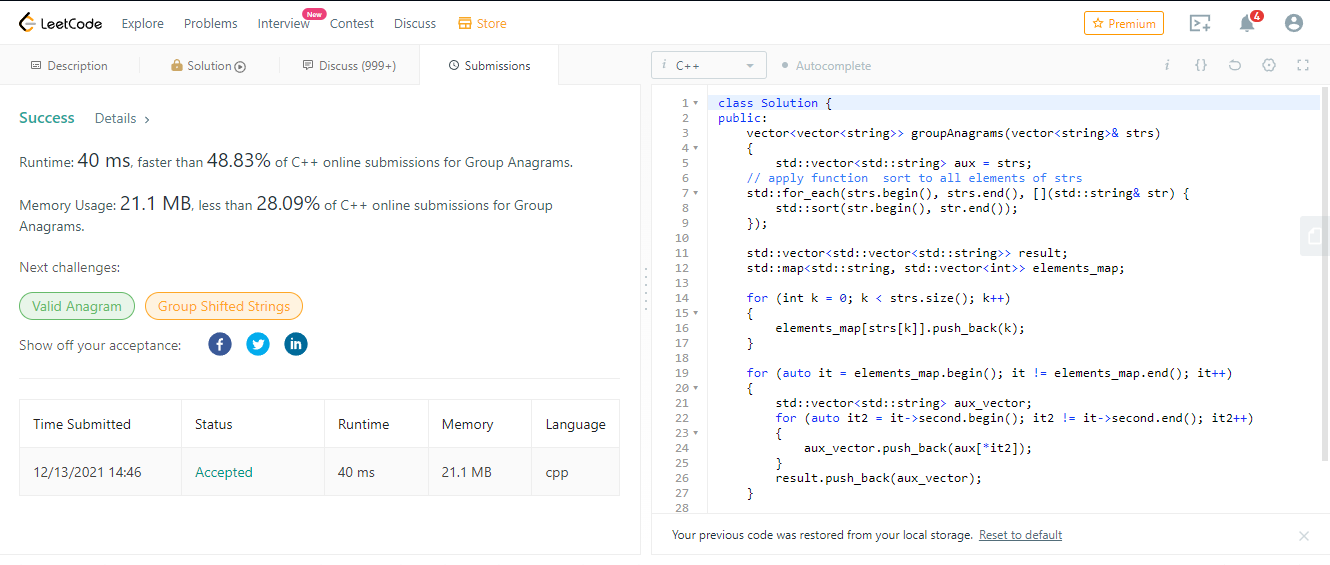 LeetCode Explore Problems Interview New Contest Discuss Store Premium 4
Description Solution Discuss (999+) Submissions
i C++ Autocomplete i {}
Success Details >
Runtime: 40 ms, faster than 48.83% of C++ online submissions for Group Anagrams.
Memory Usage: 21.1 MB, less than 28.09% of C++ online submissions for Group
Anagrams.
Next challenges:
Valid Anagram Group Shifted Strings
Show off your acceptance: f in
Time Submitted Status Runtime Memory Language
12/13/2021 14:46 Accepted 40 ms 21.1 MB cpp
1 class Solution {
2 public:
3     vector<vector<string>> groupAnagrams(vector<string>& strs)
4     {
5         std::vector<std::string> aux = strs;
6     // apply function  sort to all elements of strs
7     std::for_each(strs.begin(), strs.end(), [](std::string& str) {
8         std::sort(str.begin(), str.end());
9     });
10
11     std::vector<std::vector<std::string>> result;
12     std::map<std::string, std::vector<int>> elements_map;
13
14     for (int k = 0; k < strs.size(); k++)
15     {
16         elements_map[strs[k]].push_back(k);
17     }
18
19     for (auto it = elements_map.begin(); it != elements_map.end(); it++)
20     {
21         std::vector<std::string> aux_vector;
22         for (auto it2 = it->second.begin(); it2 != it->second.end(); it2++)
23         {
24             aux_vector.push_back(aux[*it2]);
25         }
26         result.push_back(aux_vector);
27     }
28
Your previous code was restored from your local storage. Reset to default